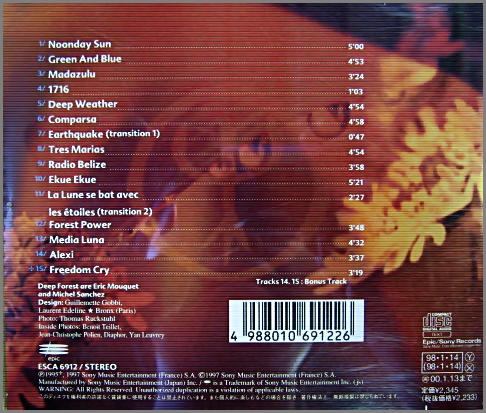 1/ Noonday Sun 5'00
2/ Green And Blue 4'53
3/ Madazulu 3'24
4/ 1716 1'03
5/ Deep Weather 4'54
6/ Comparsa 4'58
7/ Earthquake (transition 1) 0'47
8/ Tres Marias 4'54
9/ Radio Belize 3'58
10/ Ekue Ekue 5'21
11/ La Lune se bat avec 2'27
les étoiles (transition 2)
12/ Forest Power 3'48
13/ Media Luna 4'32
14/ Alexi 3'37
15/ Freedom Cry 3'19
Tracks 14. 15 : Bonus Track
Deep Forest are Eric Mouquet
and Michel Sanchez
Design: Guillemette Gobbi,
Laurent Edeline ★ Bronx (Paris)
Photo: Thomas Ruckstuhl
Inside Photos: Benoit Teillet,
Jean-Christophe Polien, Diaphor, Yan Leuvrey
4 988010 691226
epic
ESCA 6912 / STEREO
℗1995, 1997 Sony Music Entertainment (France) S.A. ©1997 Sony Music Entertainment (France) S.A.
Manufactured by Sony Music Entertainment (Japan) Inc. / is a Trademark of Sony Music Entertainment Inc.
WARNING: All Rights Reserved. Unauthorized duplication is a violation of applicable laws.
COMPACT
disc
DIGITAL AUDIO
TEXT
Epic/Sony Records
98・1・14 Y
(98・1・14) X
00.1.13まで
定価¥2,345
(税抜価格¥2,233)